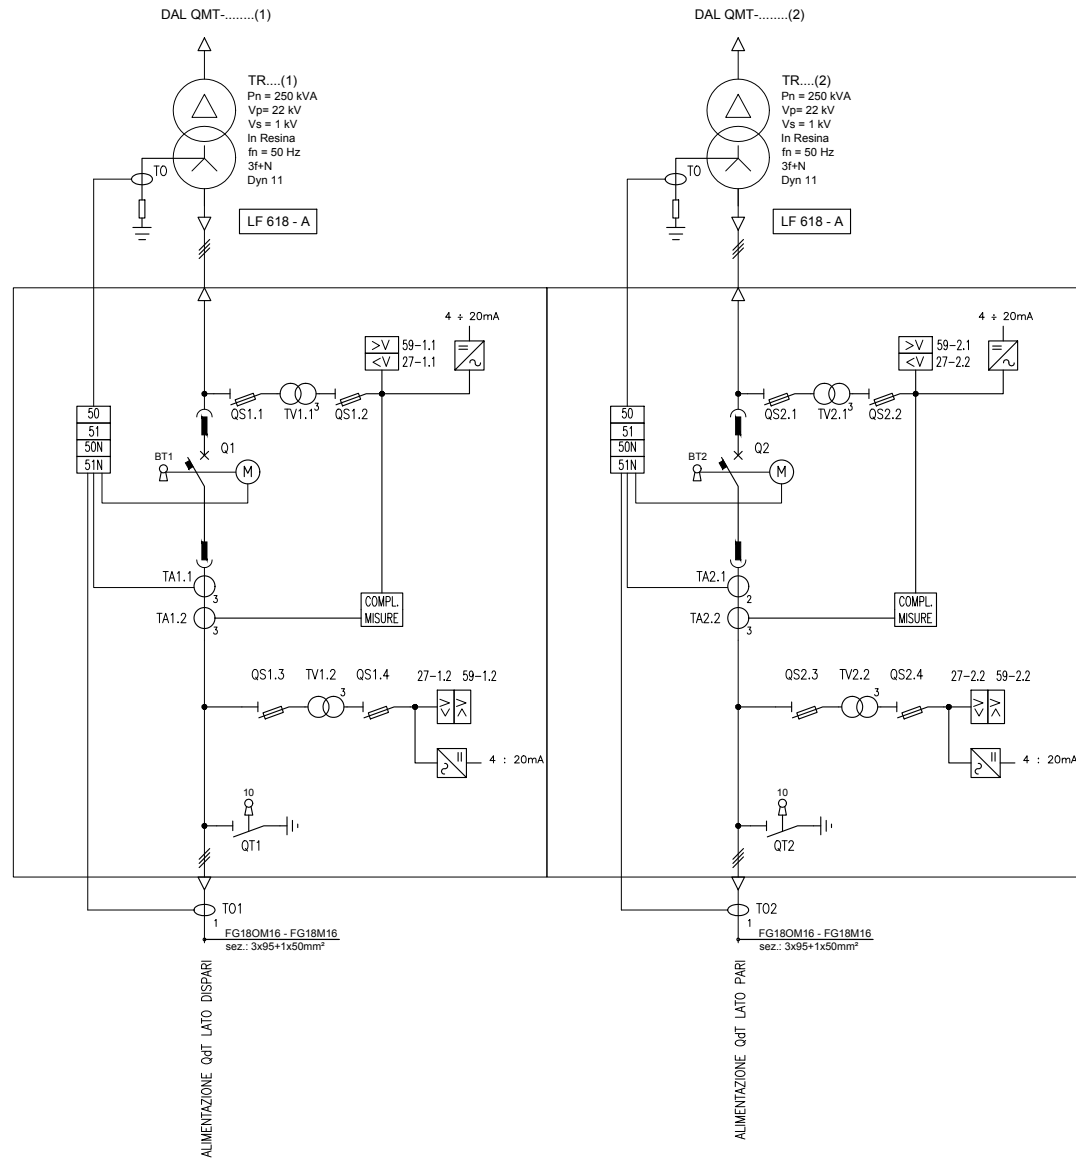 DAL QMT-........(1)
TR....(1)
Pn = 250 kVA
Vp= 22 kV
Vs = 1 kV
In Resina
fn = 50 Hz
3f+N
Dyn 11
TO
LF 618 - A
4 ÷ 20mA
>V 59-1.1
<V 27-1.1
= ~
QS1.1 TV1.1 3 QS1.2
50
51
50N
51N
Q1
BT1
M
TA1.1
3
TA1.2
3
COMPL.
MISURE
QS1.3 TV1.2 QS1.4 27-1.2 59-1.2
3
<V >V
= ~
4 : 20mA
10
QT1
TO1
1
FG18OM16 - FG18M16
sez.: 3x95+1x50mm²
ALIMENTAZIONE QdT LATO DISPARI
DAL QMT-........(2)
TR....(2)
Pn = 250 kVA
Vp= 22 kV
Vs = 1 kV
In Resina
fn = 50 Hz
3f+N
Dyn 11
TO
LF 618 - A
4 ÷ 20mA
>V 59-2.1
<V 27-2.2
= ~
QS2.1 TV2.1 3 QS2.2
50
51
50N
51N
Q2
BT2
M
TA2.1
2
TA2.2
3
COMPL.
MISURE
QS2.3 TV2.2 QS2.4 27-2.2 59-2.2
3
<V >V
= ~
4 : 20mA
10
QT2
TO2
1
FG18OM16 - FG18M16
sez.: 3x95+1x50mm²
ALIMENTAZIONE QdT LATO PARI